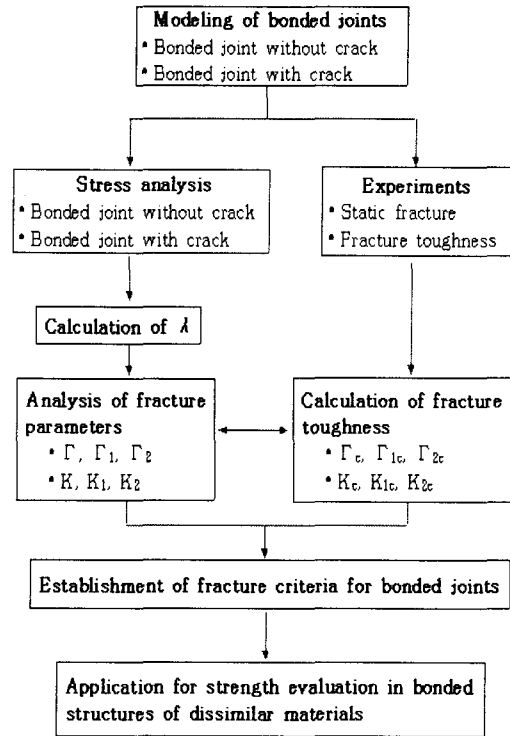 Modeling of bonded joints
• Bonded joint without crack
• Bonded joint with crack
Stress analysis
• Bonded joint without crack
• Bonded joint with crack
Experiments
• Static fracture
• Fracture toughness
Calculation of λ
Analysis of fracture
parameters
• Γ, Γ₁, Γ₂
• K, K₁, K₂
Calculation of fracture
toughness
• Γc, Γ1c, Γ2c
• Kc, K1c, K2c
Establishment of fracture criteria for bonded joints
Application for strength evaluation in bonded
structures of dissimilar materials